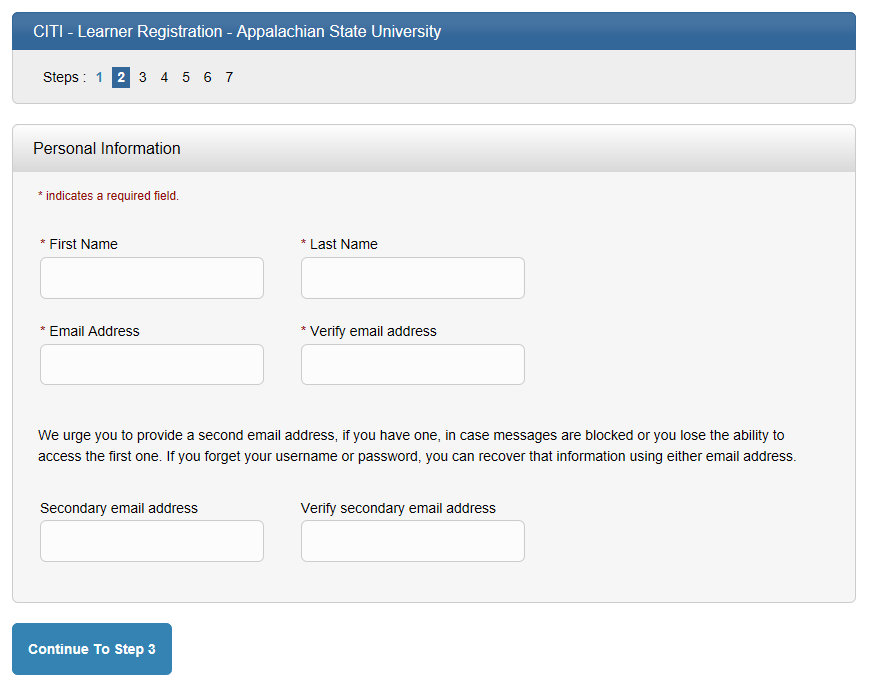 CITI - Learner Registration - Appalachian State University
Steps : 1 2 3 4 5 6 7
Personal Information
* indicates a required field.
* First Name * Last Name
* Email Address * Verify email address
We urge you to provide a second email address, if you have one, in case messages are blocked or you lose the ability to
access the first one. If you forget your username or password, you can recover that information using either email address.
Secondary email address Verify secondary email address
Continue To Step 3